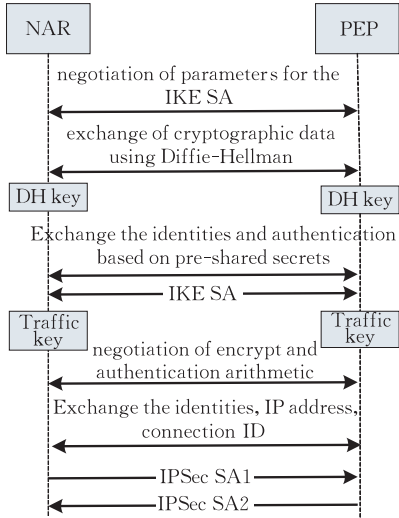 NAR PEP
negotiation of parameters for the
IKE SA
exchange of cryptographic data
using Diffie-Hellman
DH key DH key
Exchange the identities and authentication
based on pre-shared secrets
IKE SA
Traffic
key
Traffic
key
negotiation of encrypt and
authentication arithmetic
Exchange the identities, IP address,
connection ID
IPSec SA1
IPSec SA2